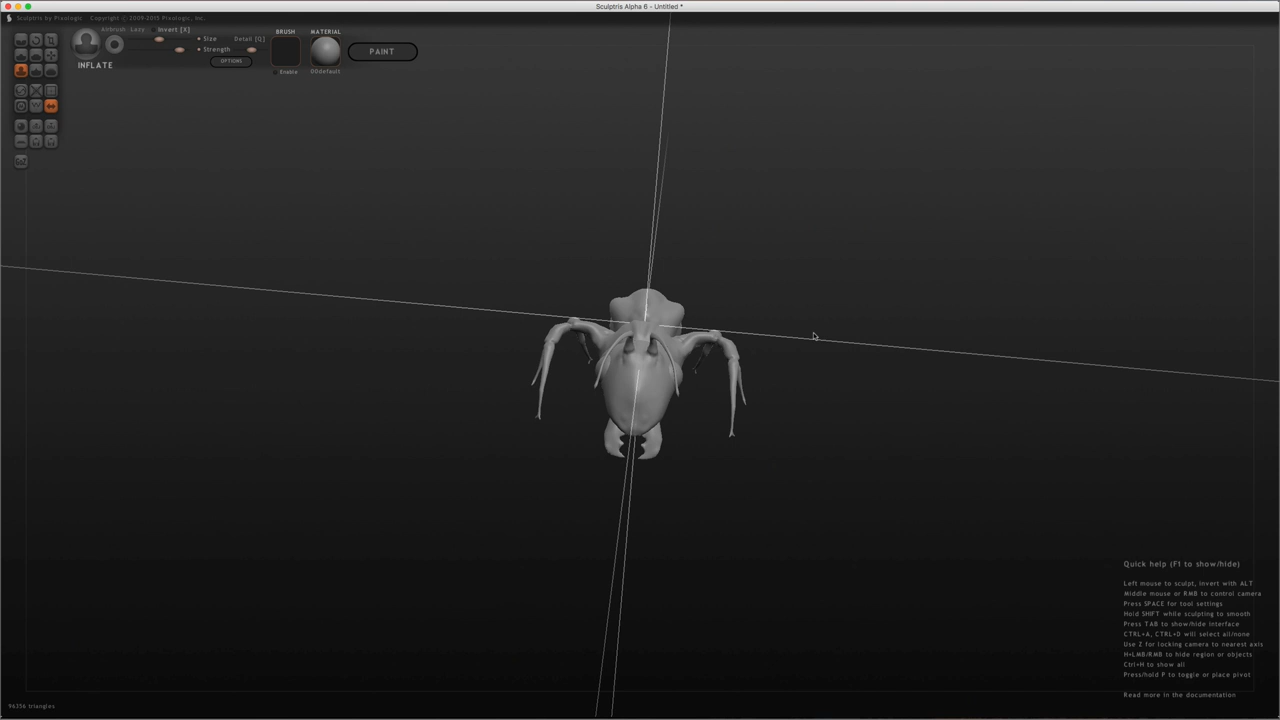 Sculptris Alpha 6 - Untitled *
Sculptris by Pixologic - Copyright © 2009-2015 Pixologic, Inc.
Airbrush Lazy Invert [X]
Size Detail [Q]
Strength
OPTIONS
INFLATE
BRUSH
Enable
MATERIAL
00default
PAINT
Quick help (F1 to show/hide)
Left mouse to sculpt, invert with ALT
Middle mouse or RMB to control camera
Press SPACE for tool settings
Hold SHIFT while sculpting to smooth
Press TAB to show/hide interface
CTRL+A, CTRL+D will select all/none
Use Z for locking camera to nearest axis
H+LMB/RMB to hide region or objects
Ctrl+H to show all
Press/hold P to toggle or place pivot
Read more in the documentation
94356 triangles